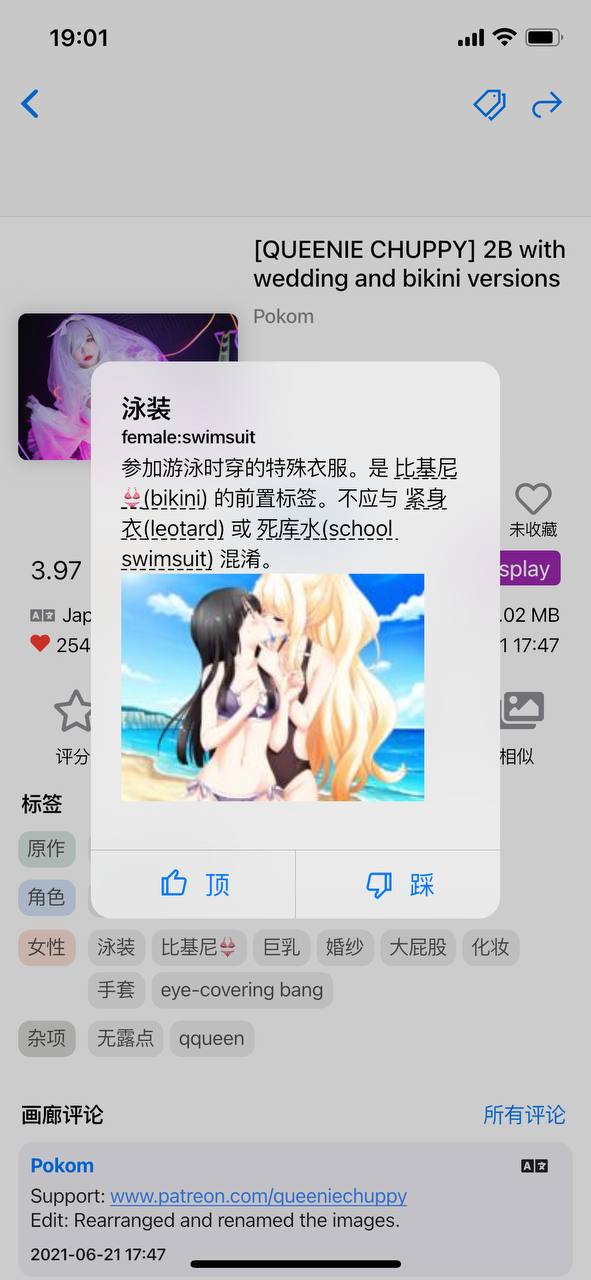 19:01
[QUEENIE CHUPPY] 2B with
wedding and bikini versions
Pokom
泳装
female:swimsuit
参加游泳时穿的特殊衣服。是 比基尼
👙(bikini) 的前置标签。不应与 紧身
衣(leotard) 或 死库水(school
swimsuit) 混淆。
未收藏
3.97
splay
Jap
.02 MB
254
1 17:47
评分
相似
标签
顶
踩
原作
角色
女性 泳装 比基尼👙 巨乳 婚纱 大屁股 化妆
手套 eye-covering bang
杂项 无露点 qqueen
画廊评论 所有评论
Pokom
Support: www.patreon.com/queeniechuppy
Edit: Rearranged and renamed the images.
2021-06-21 17:47